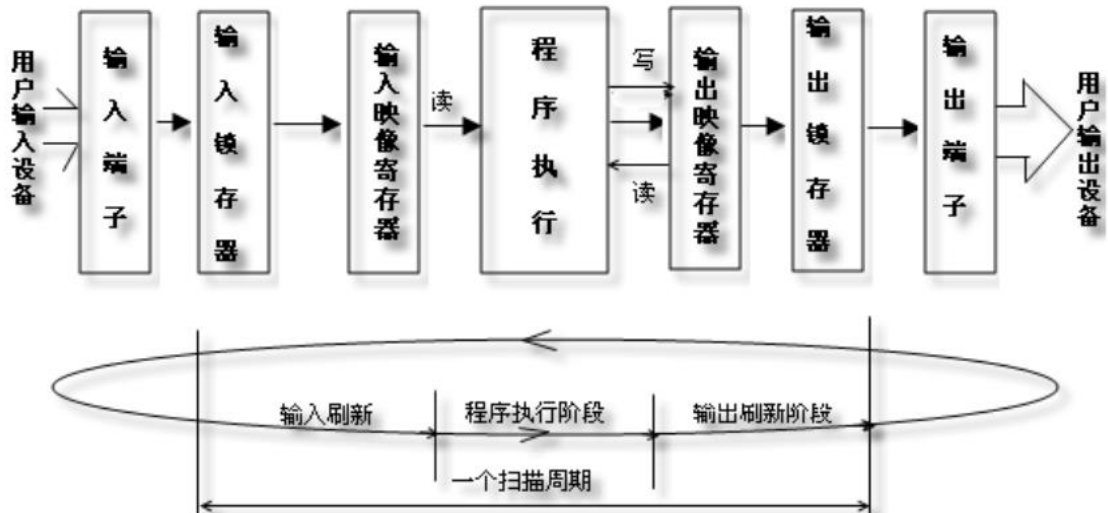 用户输入设备
输入端子
输入镜存器
输入映像寄存器
读
程序执行
写
读
输出映像寄存器
输出镜存器
输出端子
用户输出设备
输入刷新
程序执行阶段
输出刷新阶段
一个扫描周期